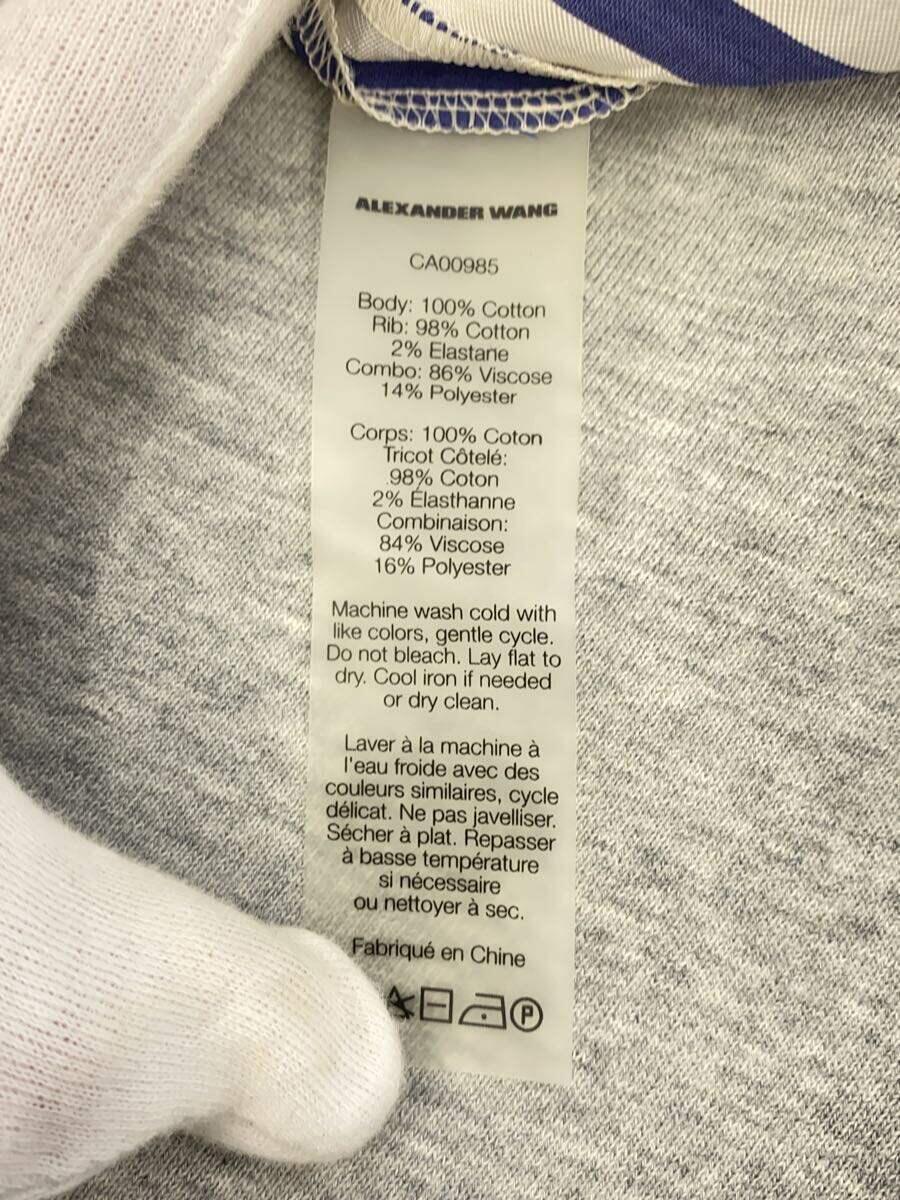 ALEXANDER WANG
CA00985
Body: 100% Cotton
Rib: 98% Cotton
2% Elastane
Combo: 86% Viscose
14% Polyester
Corps: 100% Coton
Tricot Côtelé:
98% Coton
2% Élasthanne
Combinaison:
84% Viscose
16% Polyester
Machine wash cold with
like colors, gentle cycle.
Do not bleach. Lay flat to
dry. Cool iron if needed
or dry clean.
Laver à la machine à
l'eau froide avec des
couleurs similaires, cycle
délicat. Ne pas javelliser.
Sécher à plat. Repasser
à basse température
si nécessaire
ou nettoyer à sec.
Fabriqué en Chine
P